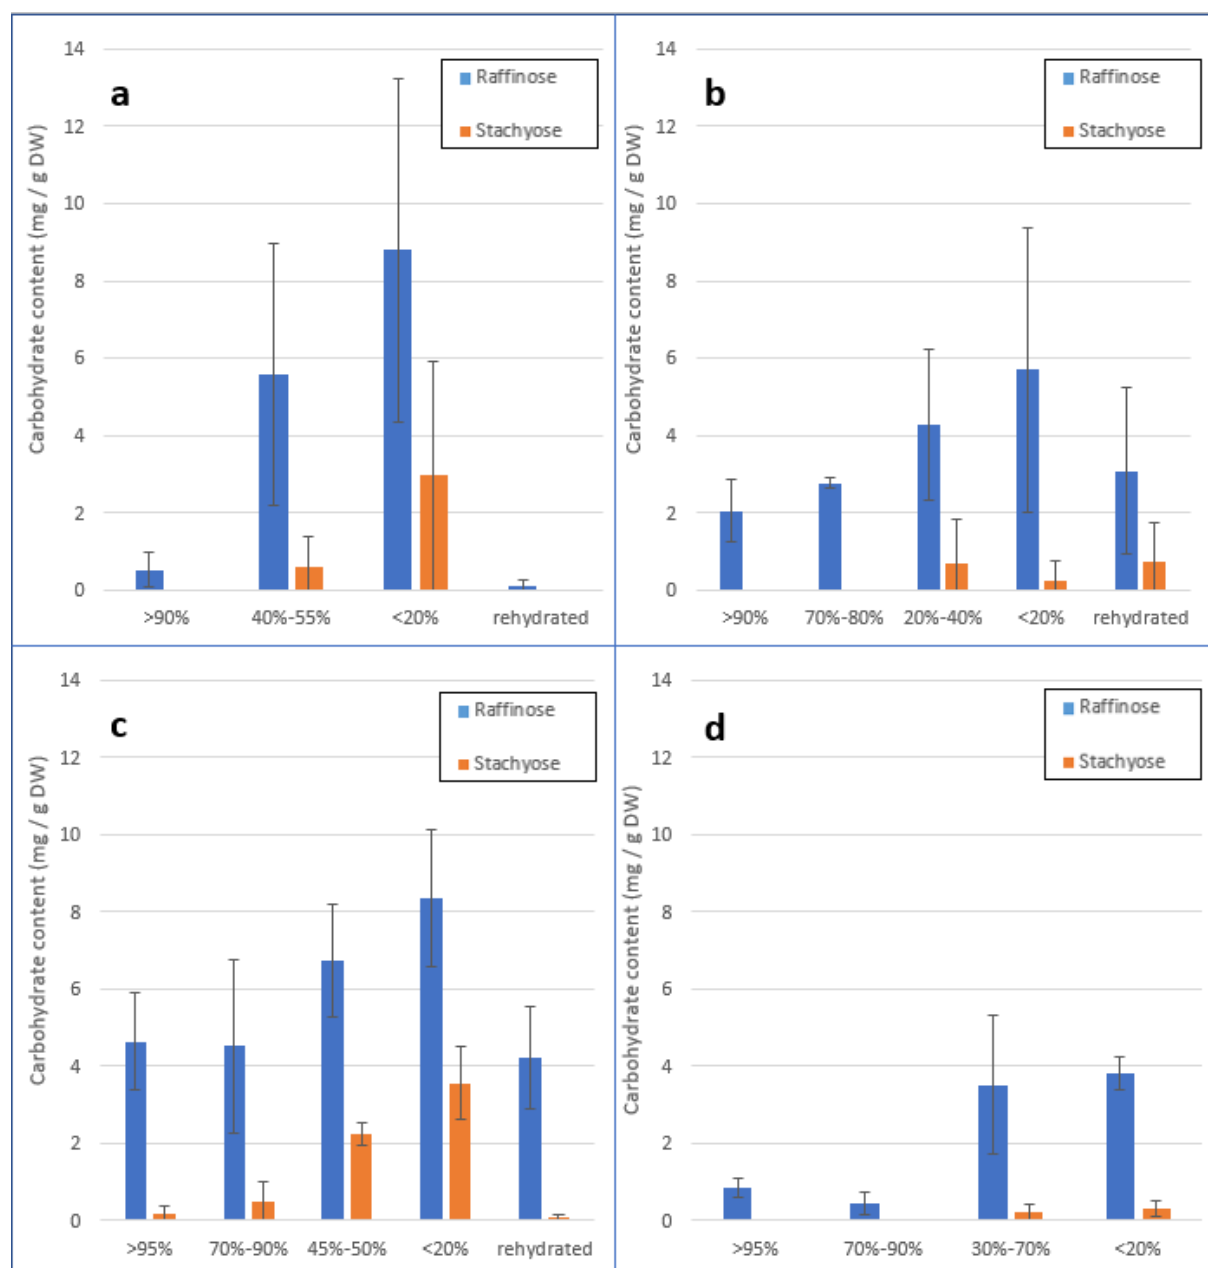 a
Carbohydrate content (mg / g DW)
14
12
10
8
6
4
2
0
Raffinose
Stachyose
>90%
40%-55%
<20%
rehydrated
b
Carbohydrate content (mg / g DW)
14
12
10
8
6
4
2
0
Raffinose
Stachyose
>90%
70%-80%
20%-40%
<20%
rehydrated
c
Carbohydrate content (mg / g DW)
14
12
10
8
6
4
2
0
Raffinose
Stachyose
>95%
70%-90%
45%-50%
<20%
rehydrated
d
Carbohydrate content (mg / g DW)
14
12
10
8
6
4
2
0
Raffinose
Stachyose
>95%
70%-90%
30%-70%
<20%